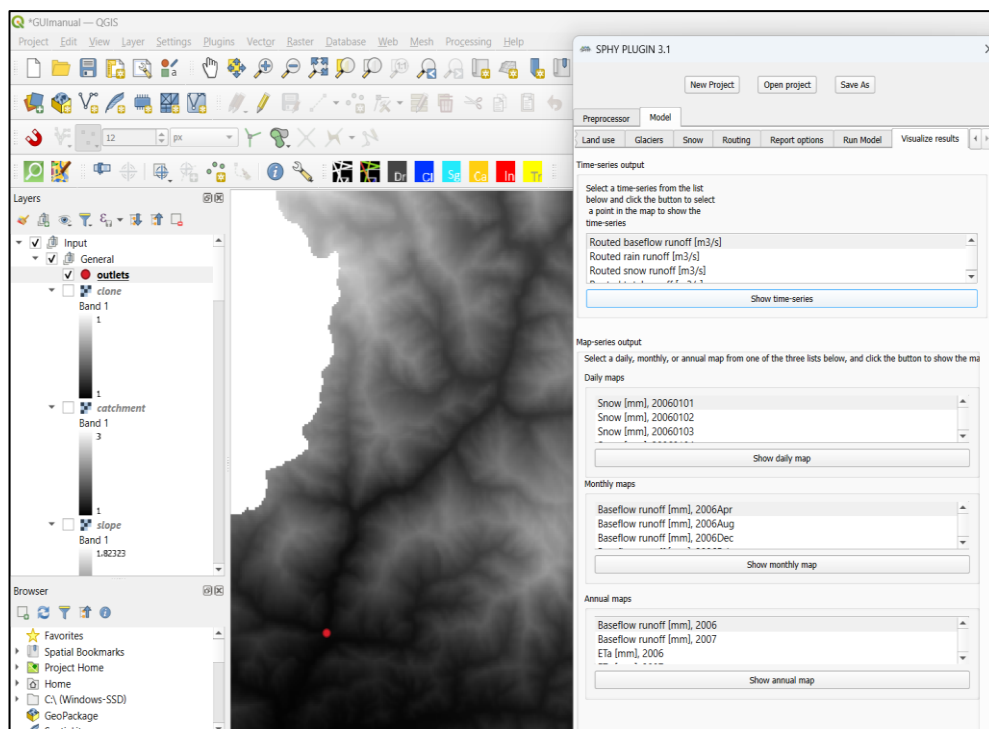 *GUImanual — QGIS
Project Edit View Layer Settings Plugins Vector Raster Database Web Mesh Processing Help
12 px
Dr Cl Sg Ca In Tr
Layers
Input
General
outlets
clone
Band 1
1
1
catchment
Band 1
3
1
slope
Band 1
1.82323
Browser
Favorites
Spatial Bookmarks
Project Home
Home
C:\ (Windows-SSD)
GeoPackage
SPHY PLUGIN 3.1
New Project Open project Save As
Preprocessor Model
Land use Glaciers Snow Routing Report options Run Model Visualize results
Time-series output
Select a time-series from the list
below and click the button to select
a point in the map to show the
time-series
Routed baseflow runoff [m3/s]
Routed rain runoff [m3/s]
Routed snow runoff [m3/s]
Show time-series
Map-series output
Select a daily, monthly, or annual map from one of the three lists below, and click the button to show the ma
Daily maps
Snow [mm], 20060101
Snow [mm], 20060102
Snow [mm], 20060103
Show daily map
Monthly maps
Baseflow runoff [mm], 2006Apr
Baseflow runoff [mm], 2006Aug
Baseflow runoff [mm], 2006Dec
Show monthly map
Annual maps
Baseflow runoff [mm], 2006
Baseflow runoff [mm], 2007
ETa [mm], 2006
Show annual map